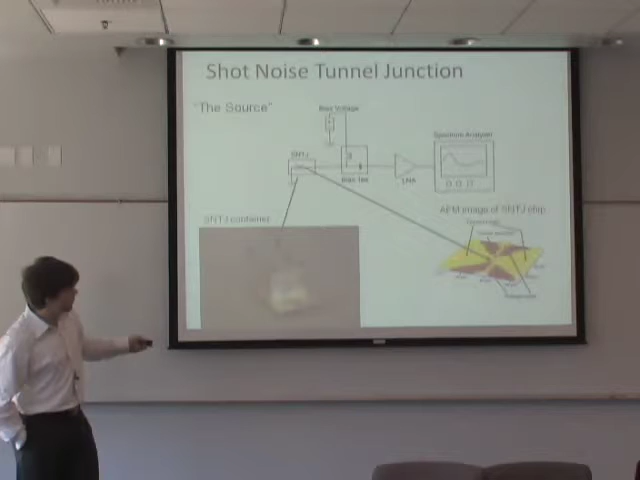 Shot Noise Tunnel Junction
"The Source"
Bias Voltage
Spectrum Analyzer
SNTJ
Bias Tee
LNA
SNTJ container
AFM image of SNTJ chip